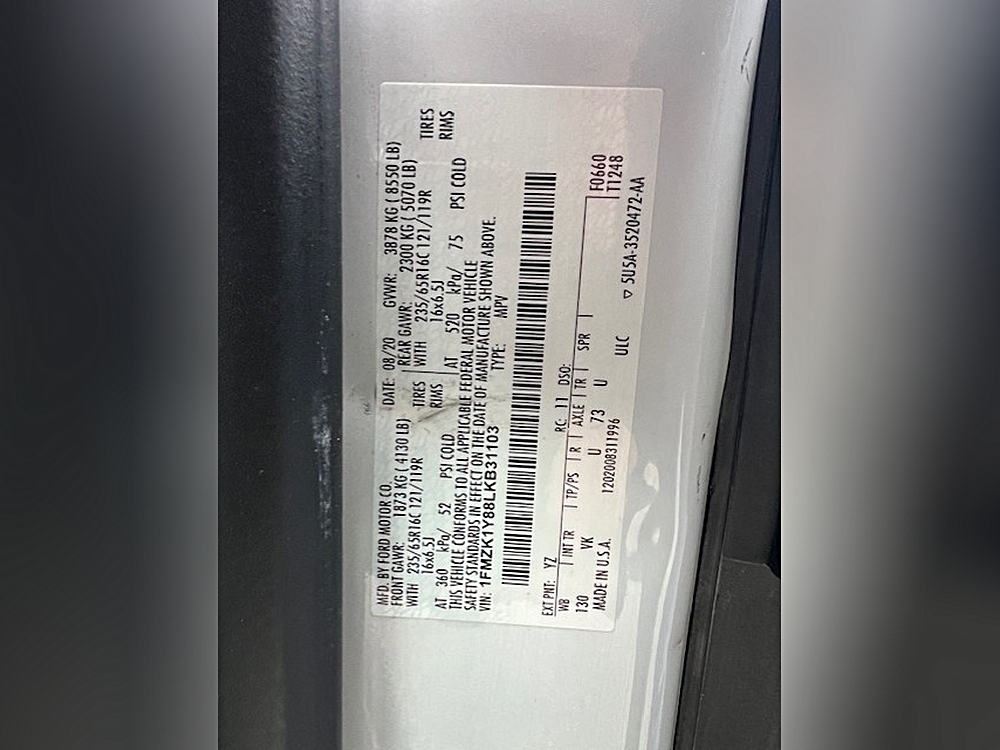 MFD. BY FORD MOTOR CO. DATE: 08/20 GVWR: 3878 KG ( 8550 LB)
FRONT GAWR: 1873 KG ( 4130 LB) REAR GAWR: 2300 KG ( 5070 LB)
WITH 235/65R16C 121/119R TIRES WITH 235/65R16C 121/119R TIRES
16x6.5J RIMS 16x6.5J RIMS
AT 360 kPa/ 52 PSI COLD AT 520 kPa/ 75 PSI COLD
THIS VEHICLE CONFORMS TO ALL APPLICABLE FEDERAL MOTOR VEHICLE
SAFETY STANDARDS IN EFFECT ON THE DATE OF MANUFACTURE SHOWN ABOVE.
VIN: 1FMZK1Y88LKB31103 TYPE: MPV
EXT PNT: YZ RC: 11 DSO: F0660
WB INT TR TP/PS R AXLE TR SPR T1248
130 VK U 73 U
MADE IN U.S.A. 1202008311996 ULC ▽ 5U5A-3520472-AA